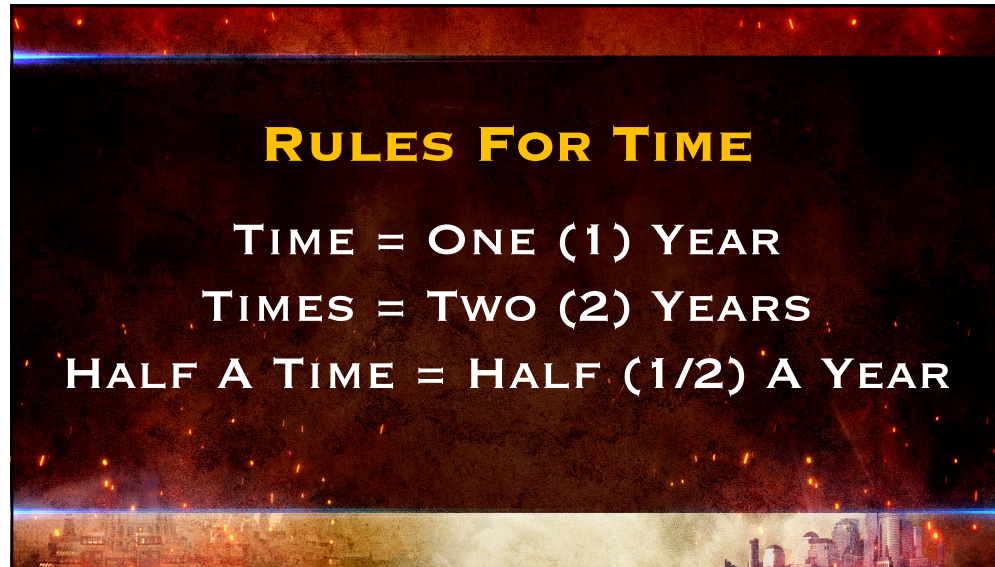 Rules For Time
Time = One (1) Year
Times = Two (2) Years
Half A Time = Half (1/2) A Year